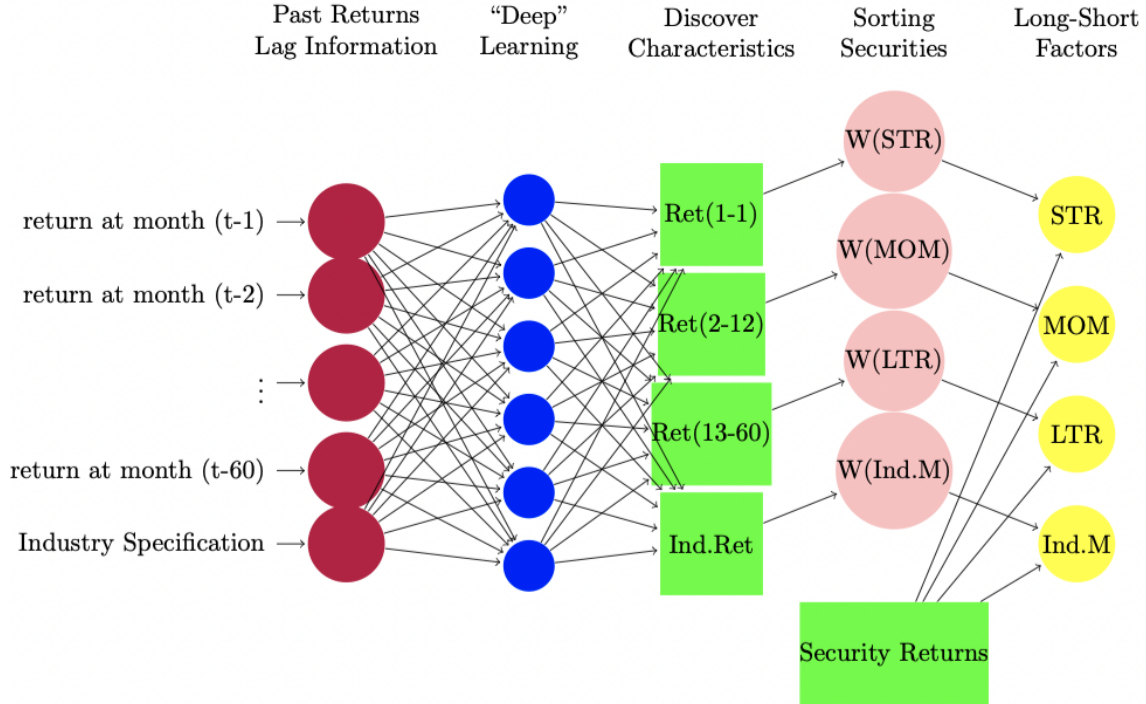 Past Returns
Lag Information
“Deep”
Learning
Discover
Characteristics
Sorting
Securities
Long-Short
Factors
return at month (t-1)
return at month (t-2)
⋮
return at month (t-60)
Industry Specification
Ret(1-1)
Ret(2-12)
Ret(13-60)
Ind.Ret
W(STR)
W(MOM)
W(LTR)
W(Ind.M)
Security Returns
STR
MOM
LTR
Ind.M